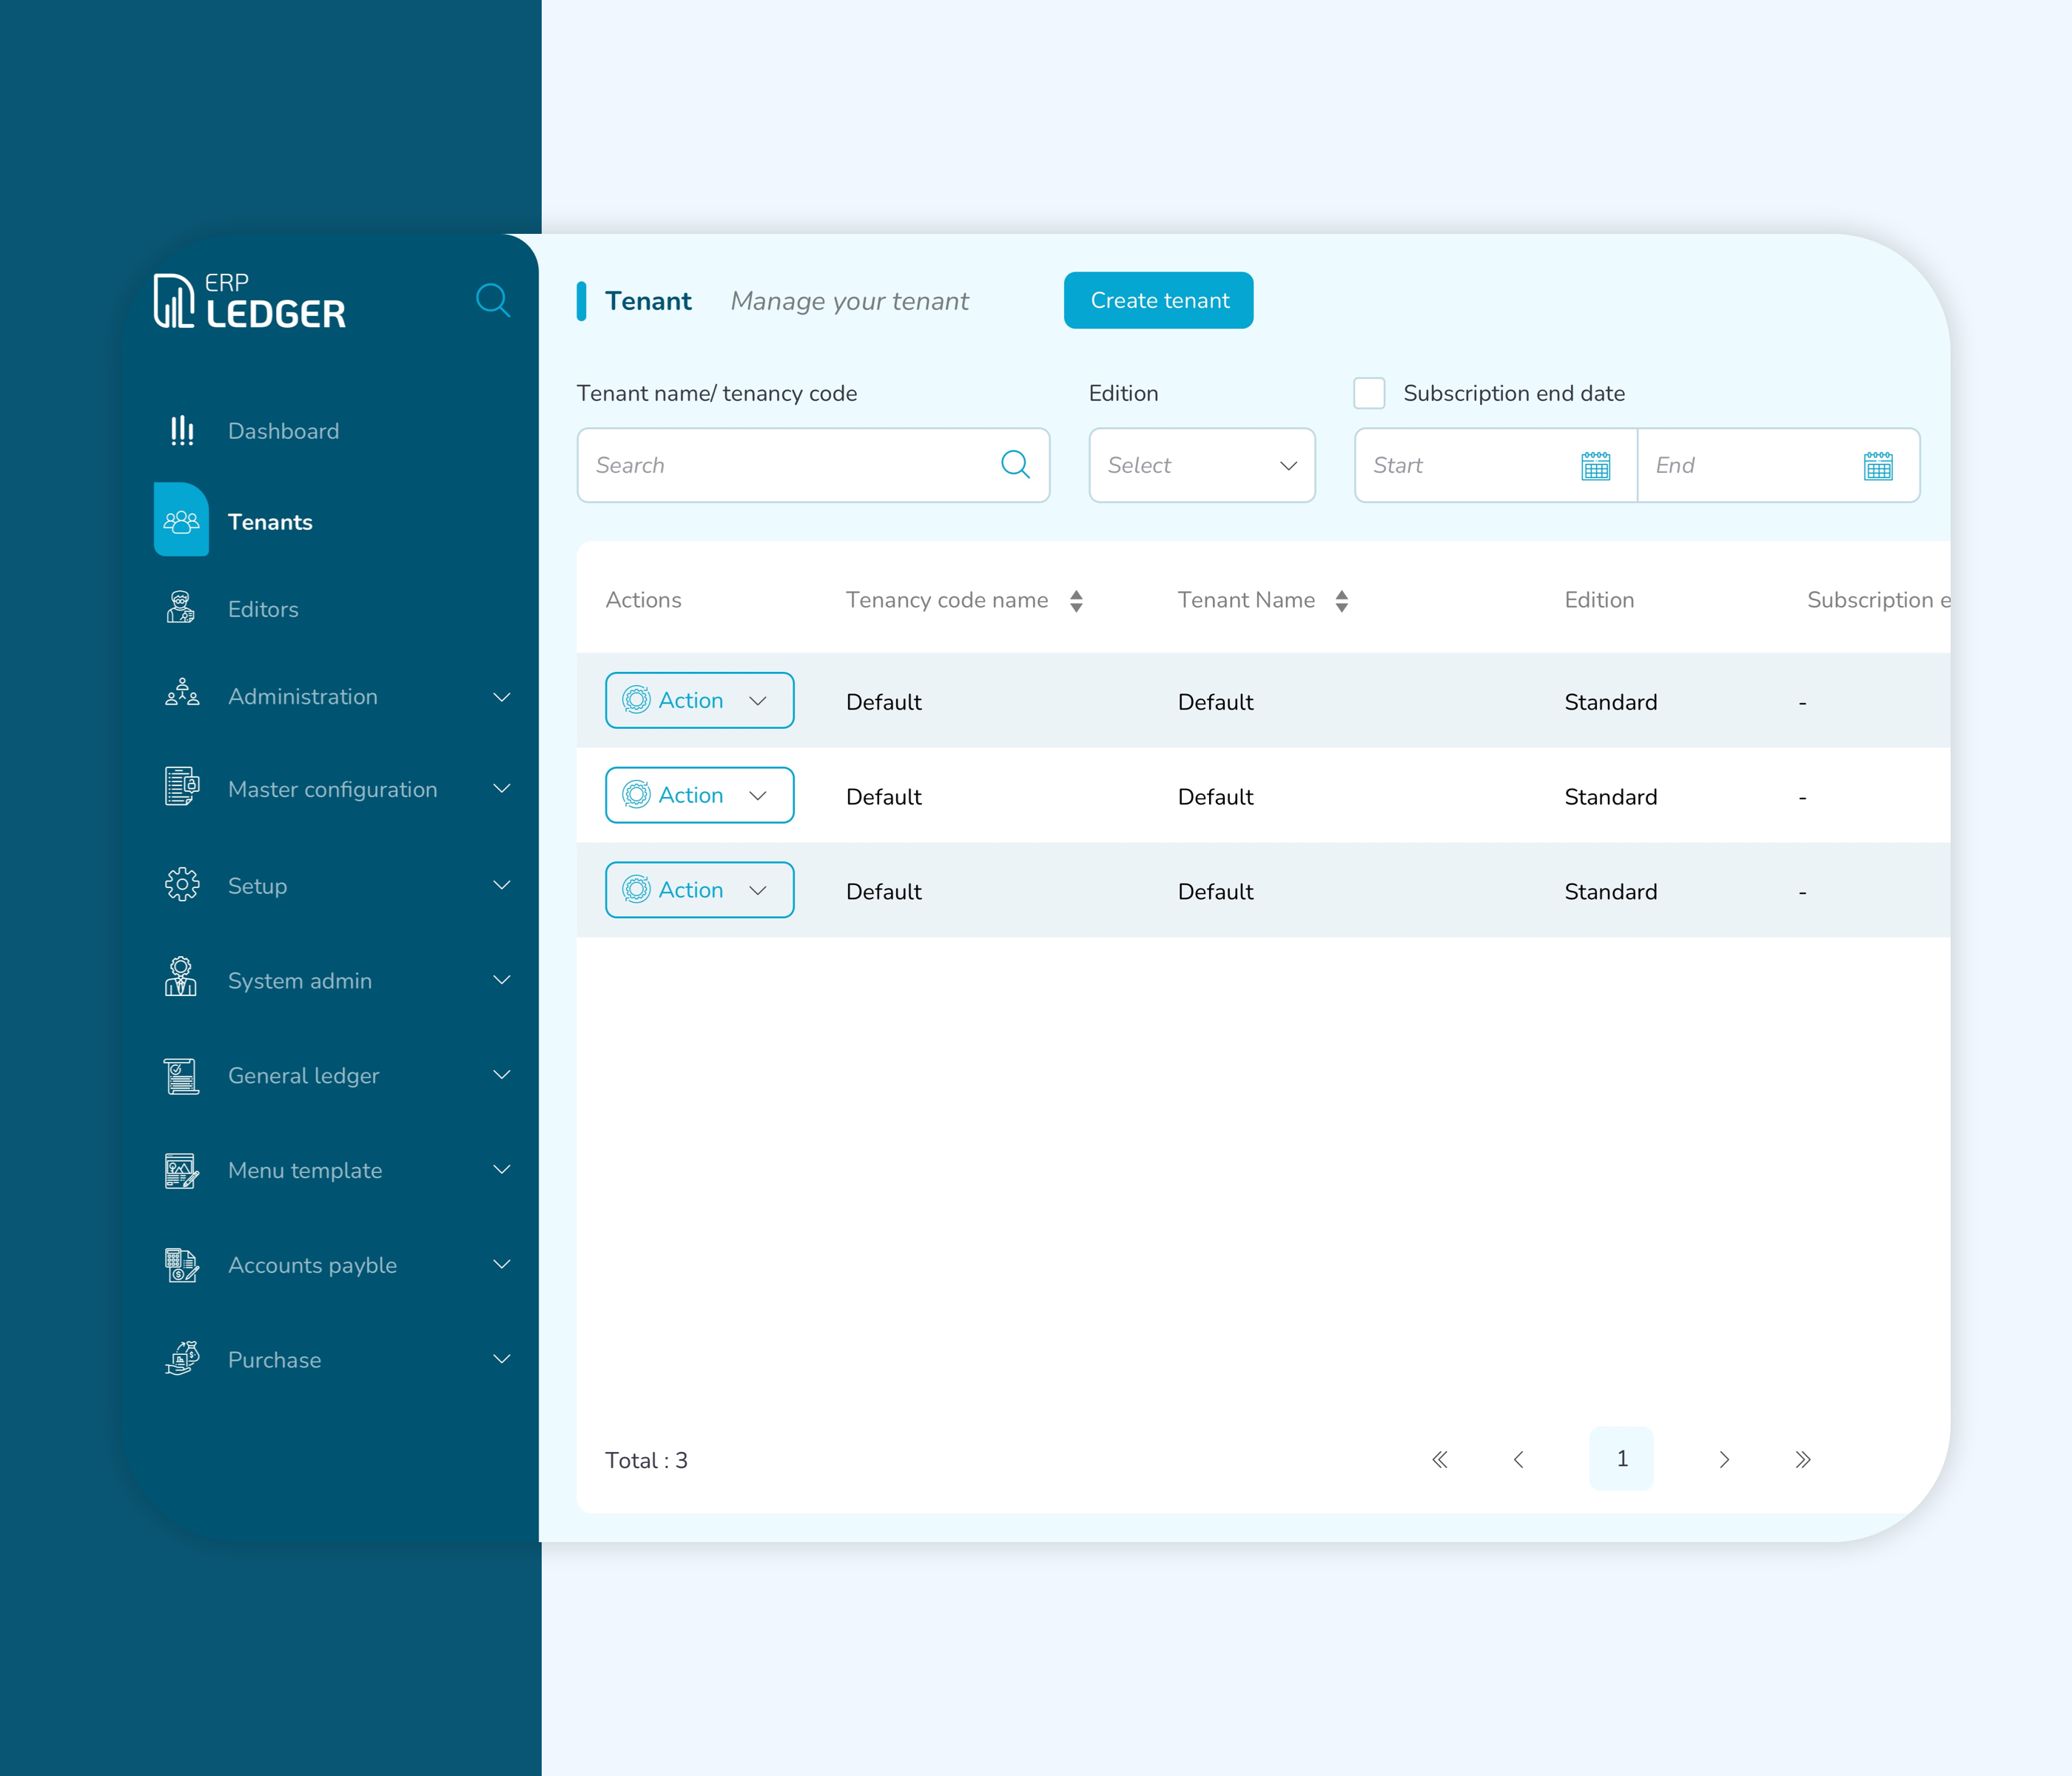 ERP
LEDGER
Dashboard
Tenants
Editors
Administration
Master configuration
Setup
System admin
General ledger
Menu template
Accounts payble
Purchase
Tenant Manage your tenant Create tenant
Tenant name/ tenancy code Edition Subscription end date
Search Select Start End
Actions Tenancy code name Tenant Name Edition Subscription e
Action Default Default Standard -
Action Default Default Standard -
Action Default Default Standard -
Total : 3 1